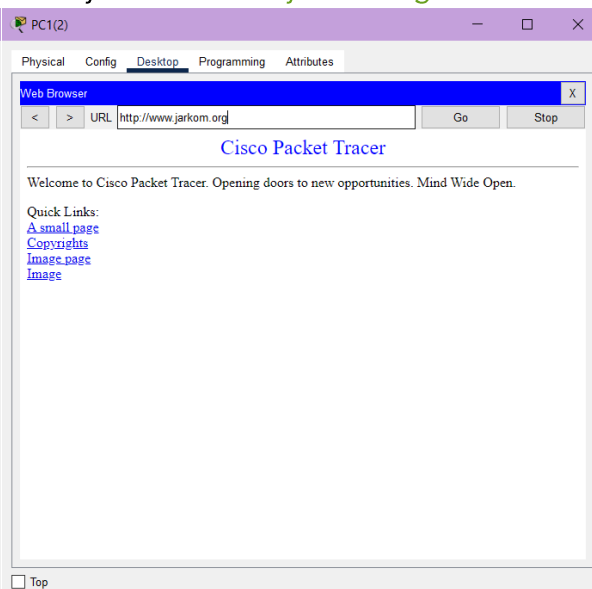 PC1(2)
Physical Config Desktop Programming Attributes
Web Browser X
< > URL http://www.jarkom.org Go Stop
Cisco Packet Tracer
Welcome to Cisco Packet Tracer. Opening doors to new opportunities. Mind Wide Open.
Quick Links:
A small page
Copyrights
Image page
Image
Top